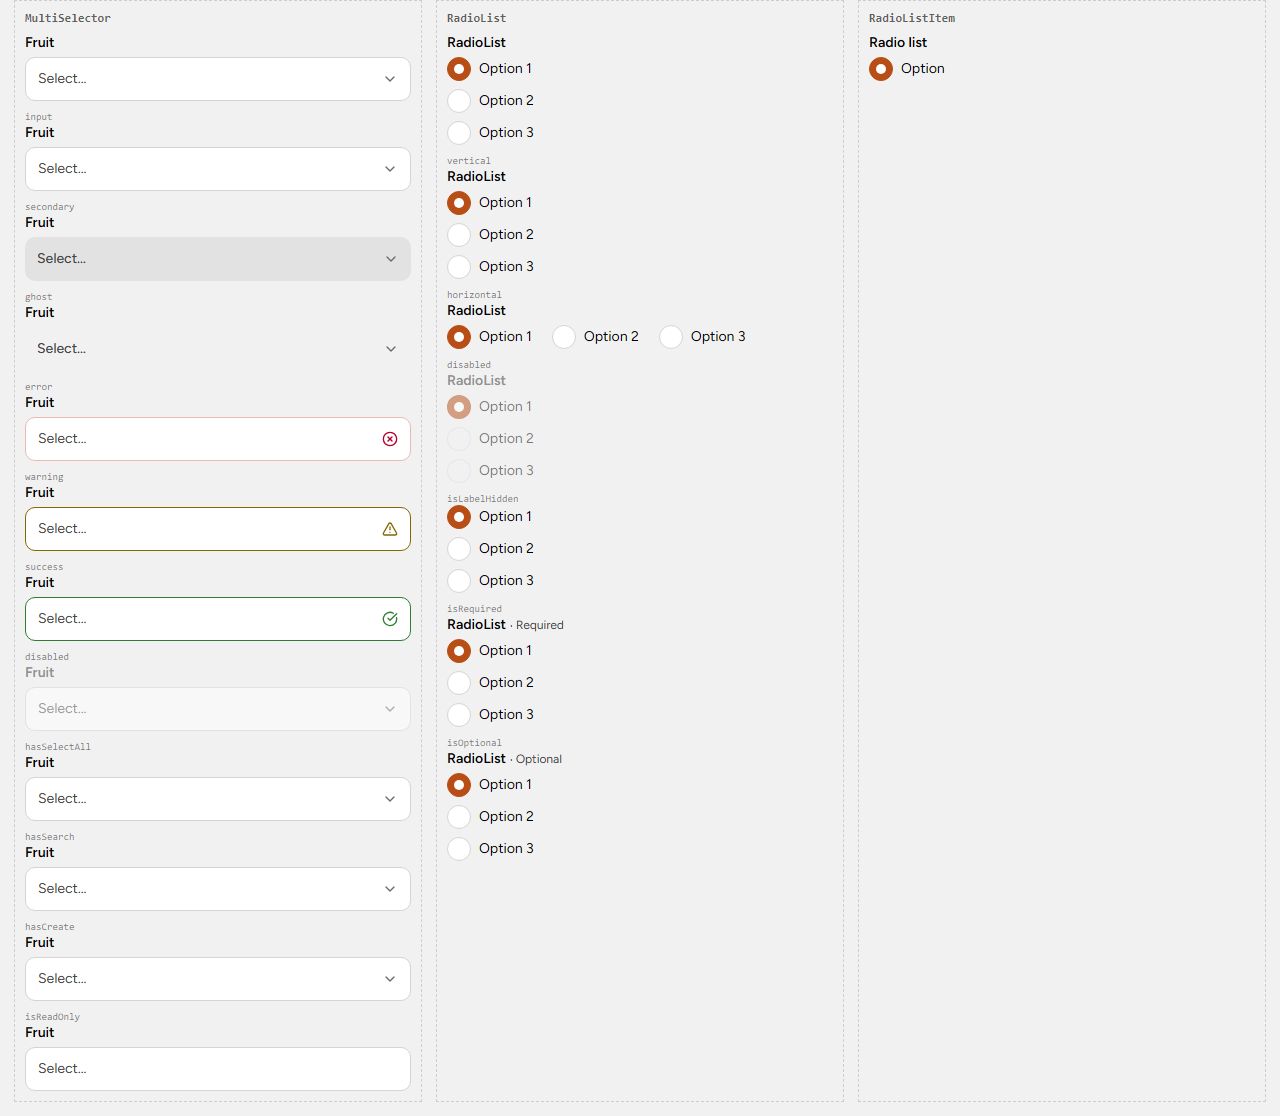 MultiSelector
Fruit
Select...
input
Fruit
Select...
secondary
Fruit
Select...
ghost
Fruit
Select...
error
Fruit
Select...
warning
Fruit
Select...
success
Fruit
Select...
disabled
Fruit
Select...
hasSelectAll
Fruit
Select...
hasSearch
Fruit
Select...
hasCreate
Fruit
Select...
isReadOnly
Fruit
Select...
RadioList
RadioList
Option 1
Option 2
Option 3
vertical
RadioList
Option 1
Option 2
Option 3
horizontal
RadioList
Option 1 Option 2 Option 3
disabled
RadioList
Option 1
Option 2
Option 3
isLabelHidden
Option 1
Option 2
Option 3
isRequired
RadioList · Required
Option 1
Option 2
Option 3
isOptional
RadioList · Optional
Option 1
Option 2
Option 3
RadioListItem
Radio list
Option